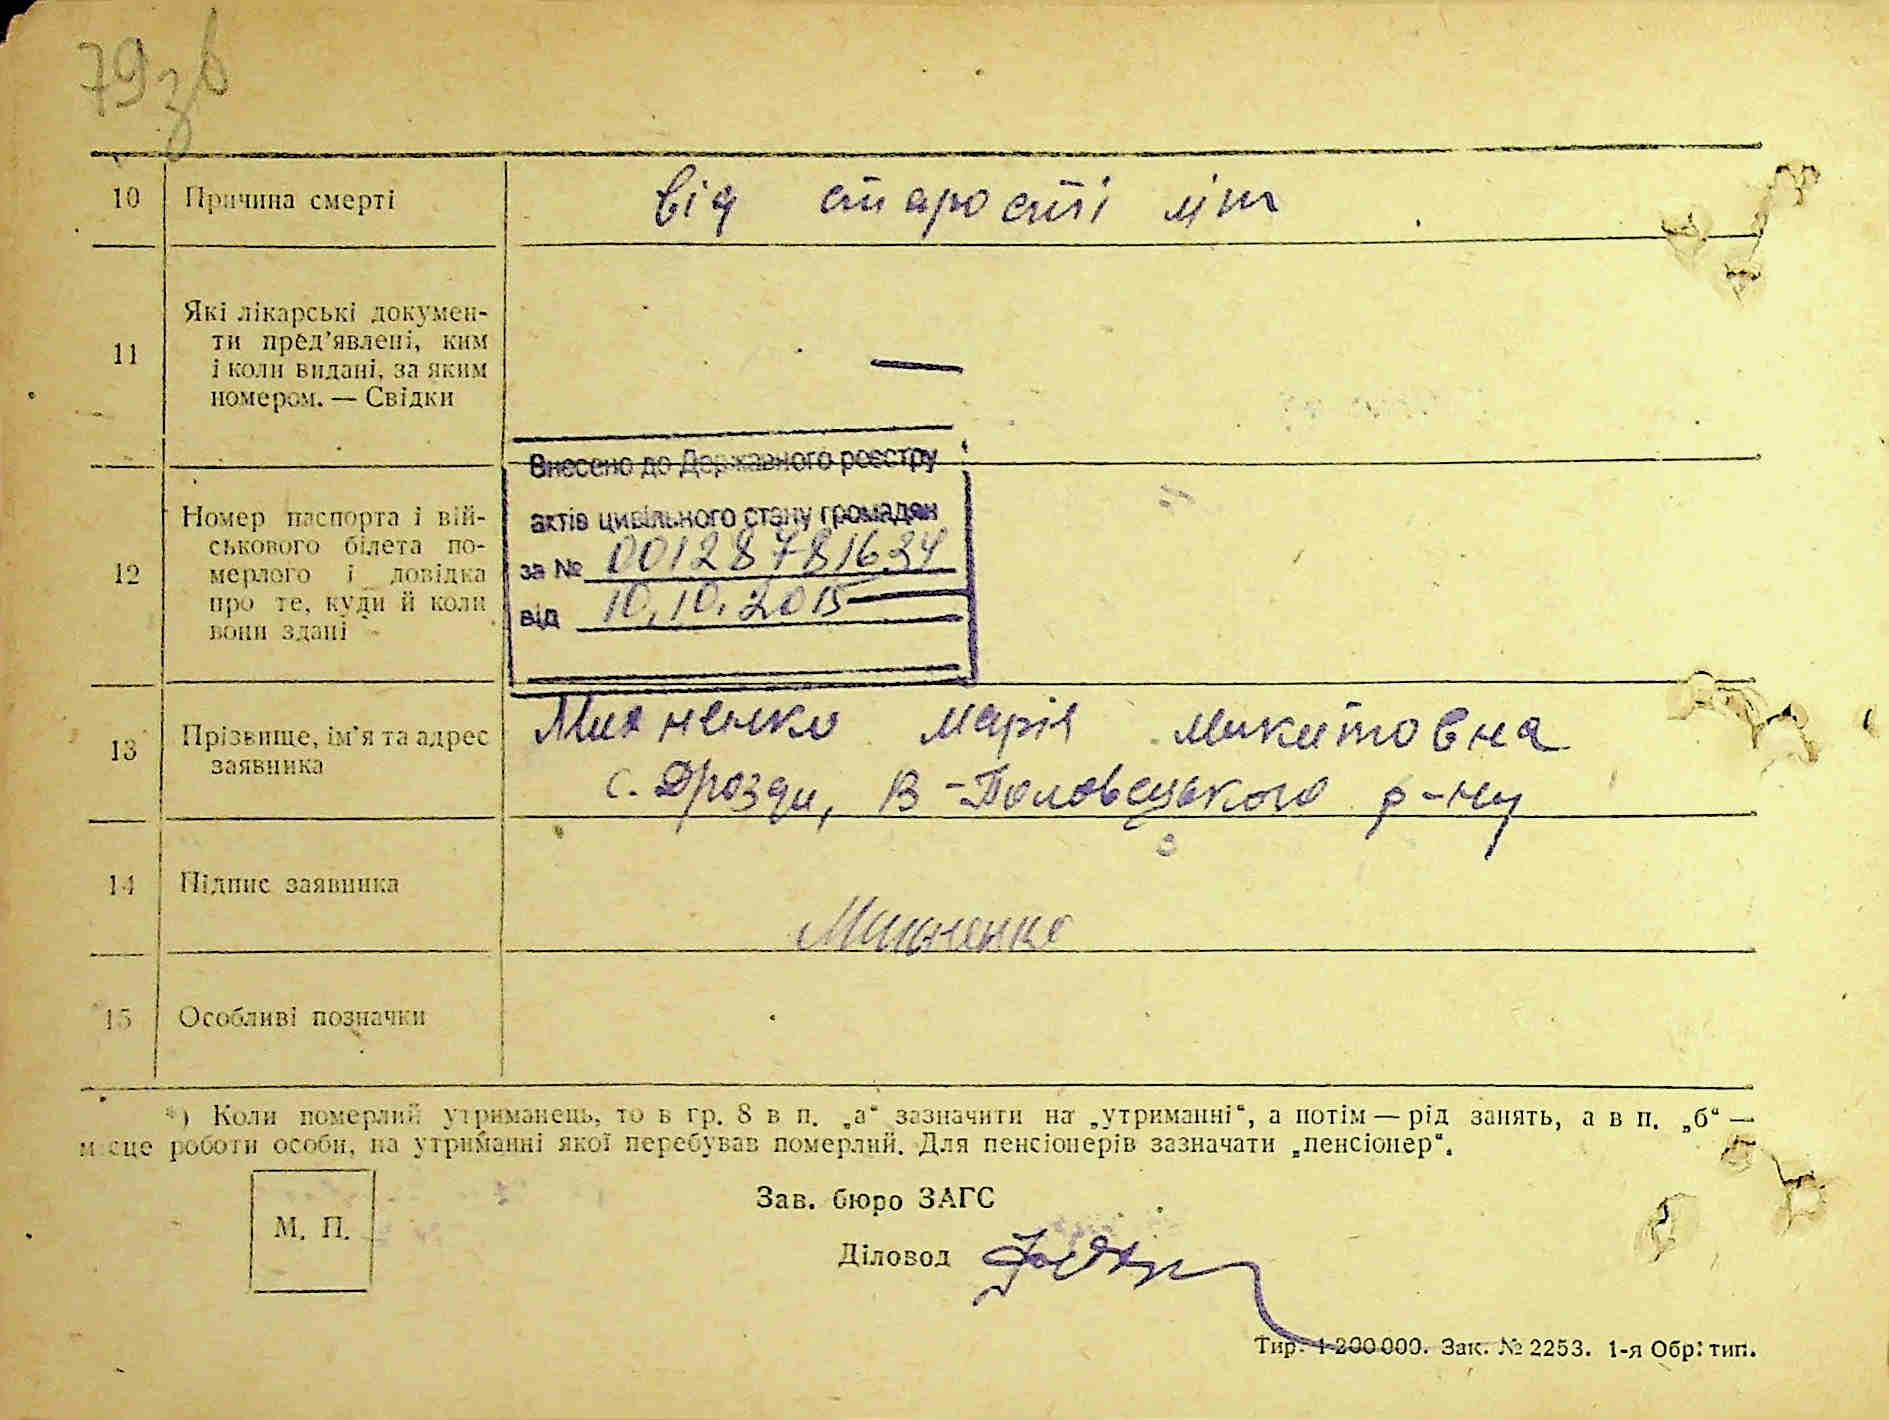 79зв
10 Причина смерті від старості літ
11 Які лікарські докумен-
ти пред’явлені, ким
і коли видані, за яким
номером. — Свідки —
Внесено до Державного реєстру
актів цивільного стану громадян
за № 00128781634
від 10.10.2015
12 Номер паспорта і вій-
ськового білета по-
мерлого і довідка
про те, куди й коли
вони здані
13 Прізвище, ім’я та адрес
заявника
Марія Микитовна
с. Дрозди, В-Половецького р-ну
14 Підпис заявника
15 Особливі позначки
*) Коли померлий утриманець, то в гр. 8 в п. „а“ зазначити на „утриманні“, а потім — рід занять, а в п. „б“ —
місце роботи особи, на утриманні якої перебував померлий. Для пенсіонерів зазначати „пенсіонер“.
М. П.
Зав. бюро ЗАГС
Діловод
Тир. 1 200 000. Зак. № 2253. 1-я Обр. тип.